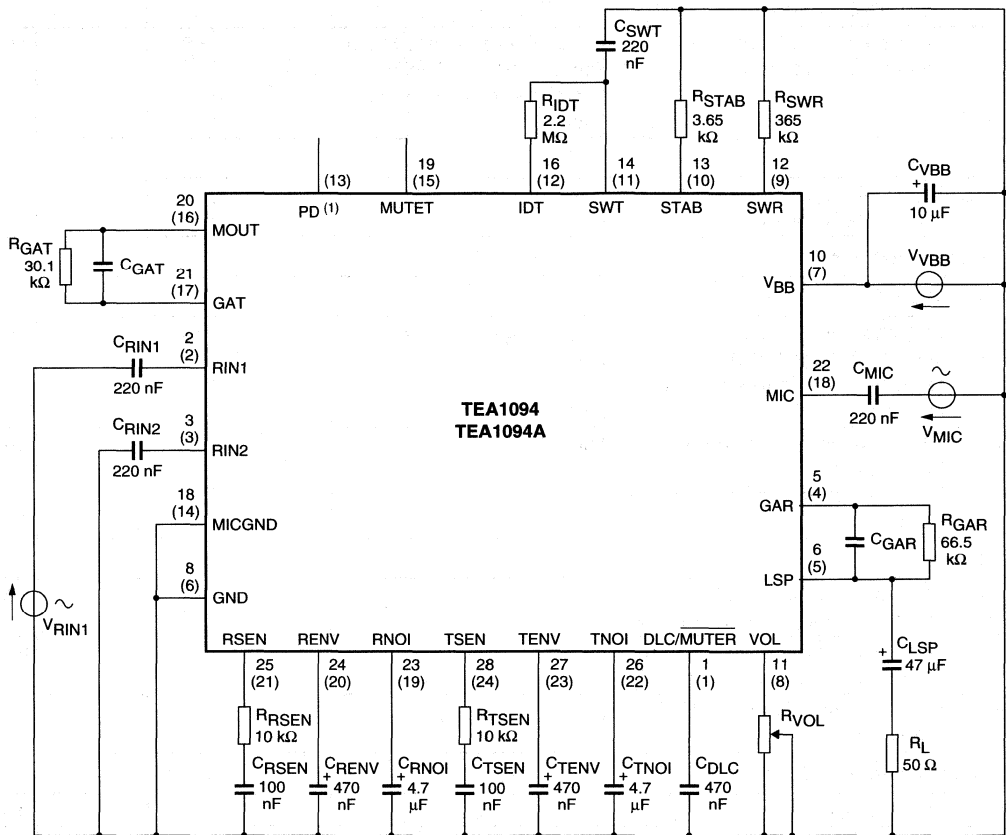 CSWT
220
nF
RIDT
2.2
MΩ
RSTAB
3.65
kΩ
RSWR
365
kΩ
(13)
19
(15)
16
(12)
14
(11)
13
(10)
12
(9)
CVBB
+
10 µF
PD(1)
MUTET
IDT
SWT
STAB
SWR
20
(16)
MOUT
RGAT
30.1
kΩ
CGAT
21
(17)
GAT
10
(7)
VBB
VVBB
CRIN1
220 nF
2
(2)
RIN1
22
(18)
MIC
CMIC
220 nF
~
VMIC
TEA1094
TEA1094A
CRIN2
220 nF
3
(3)
RIN2
18
(14)
MICGND
5
(4)
GAR
CGAR
RGAR
66.5
kΩ
8
(6)
GND
6
(5)
LSP
~
VRIN1
RSEN
RENV
RNOI
TSEN
TENV
TNOI
DLC/MUTER
VOL
25
(21)
24
(20)
23
(19)
28
(24)
27
(23)
26
(22)
1
(1)
11
(8)
+
CLSP
47 µF
RRSEN
10 kΩ
RTSEN
10 kΩ
RVOL
RL
50 Ω
CRSEN
100
nF
CRENV
+
470
nF
CRNOI
+
4.7
µF
CTSEN
100
nF
CTENV
+
470
nF
CTNOI
+
4.7
µF
CDLC
470
nF